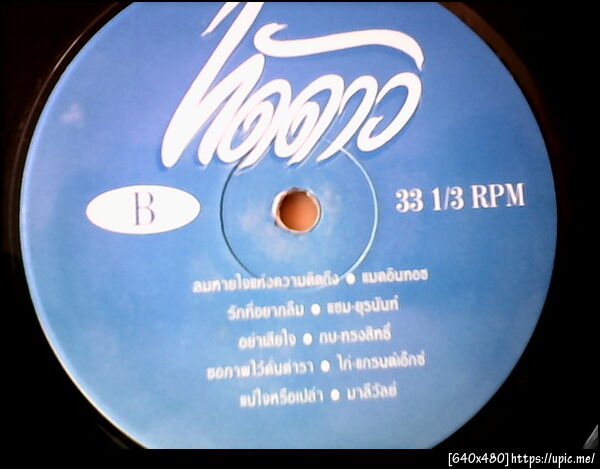 ทัดดาว
B
33 1/3 RPM
ลมหายใจแห่งความคิดถึง ● แมคอินทอช
รักที่อยากลืม ● แซม-ยุรนันท์
อย่าเสียใจ ● กบ-ทรงสิทธิ์
ขอภาพไว้คั่นตำรา ● ไก่-แกรนด์เอ็กซ์
แน่ใจหรือเปล่า ● มาลีวัลย์
[640x480]https://upic.me/